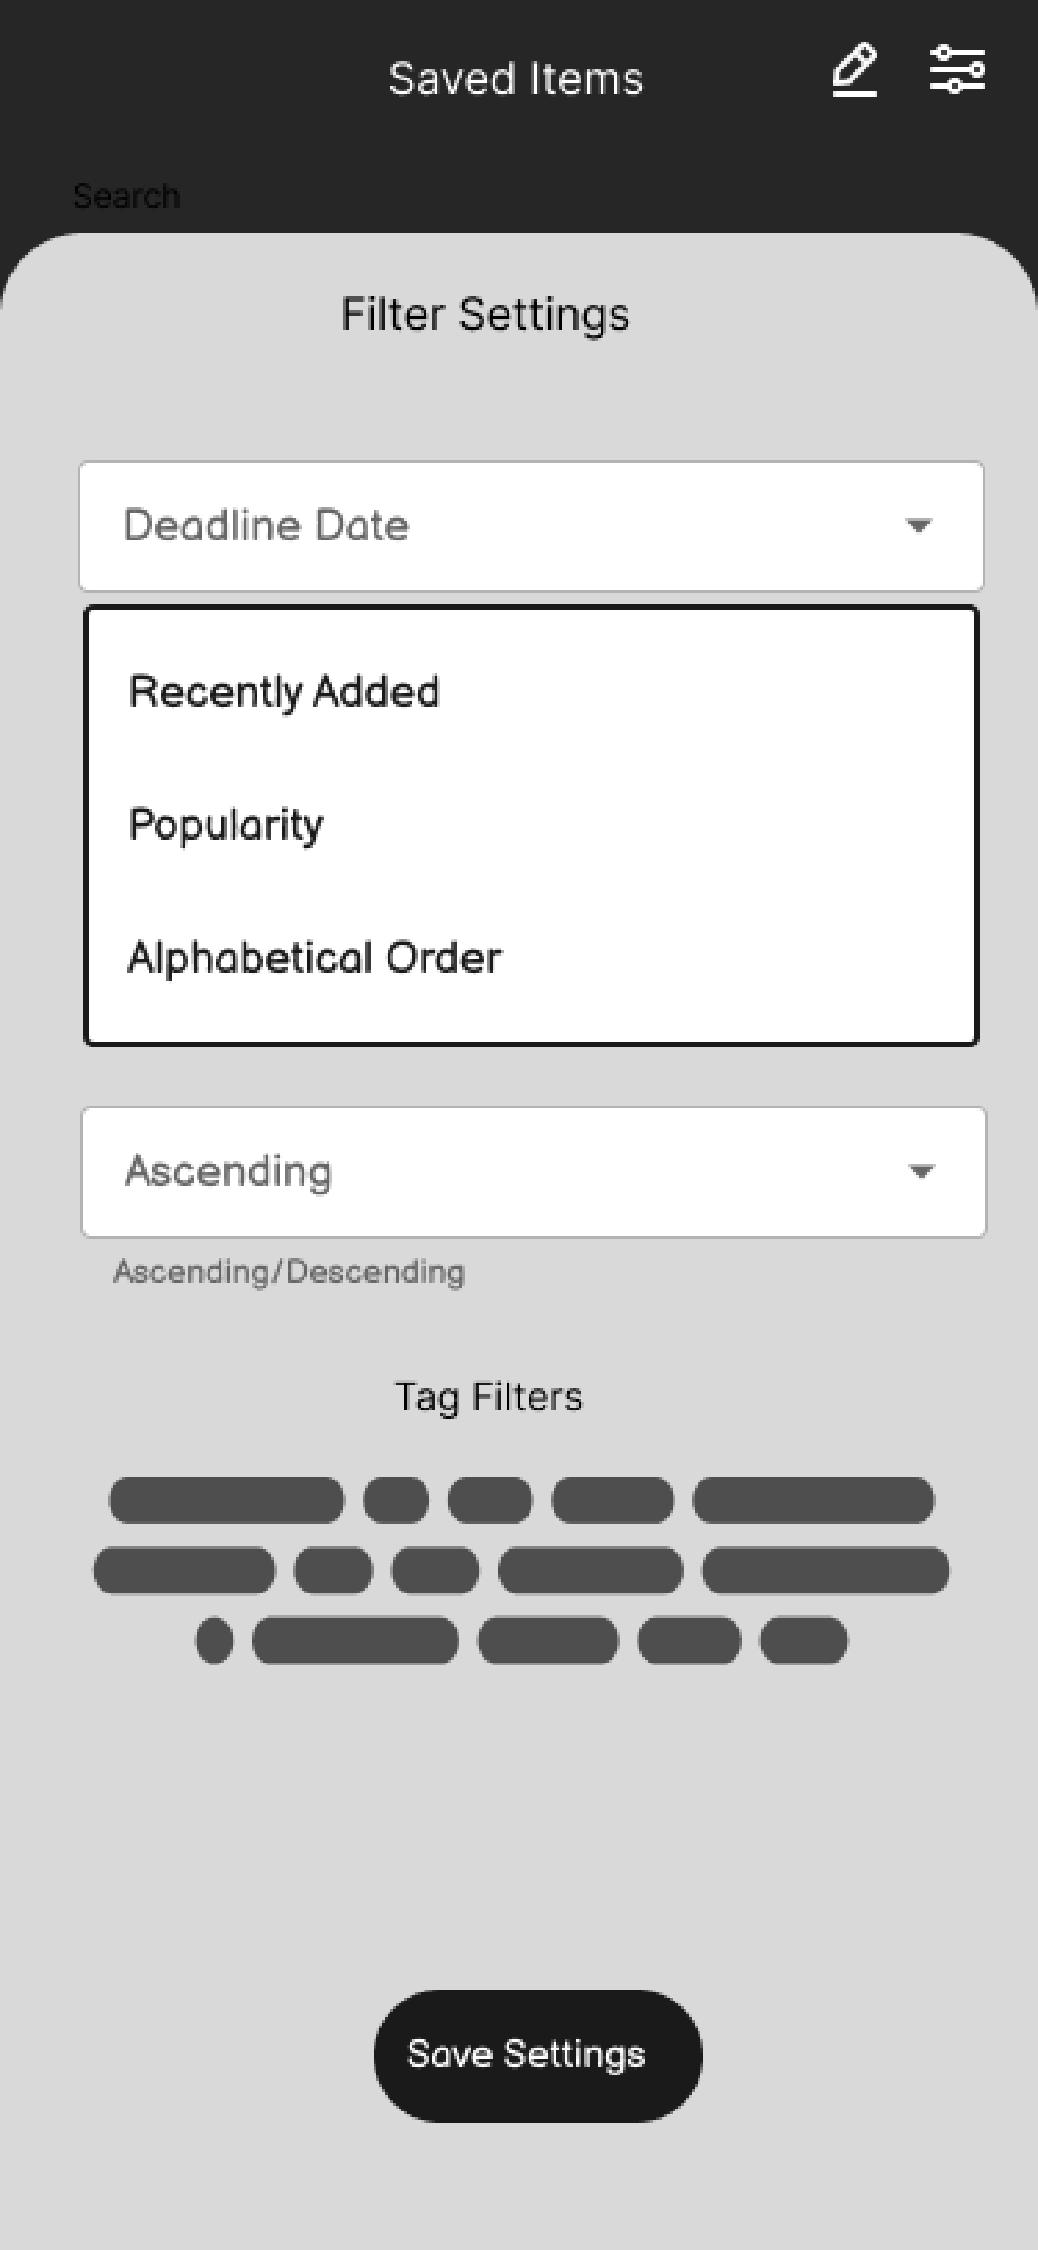 Saved Items
Search
Filter Settings
Deadline Date
Recently Added
Popularity
Alphabetical Order
Ascending
Ascending/Descending
Tag Filters
Save Settings